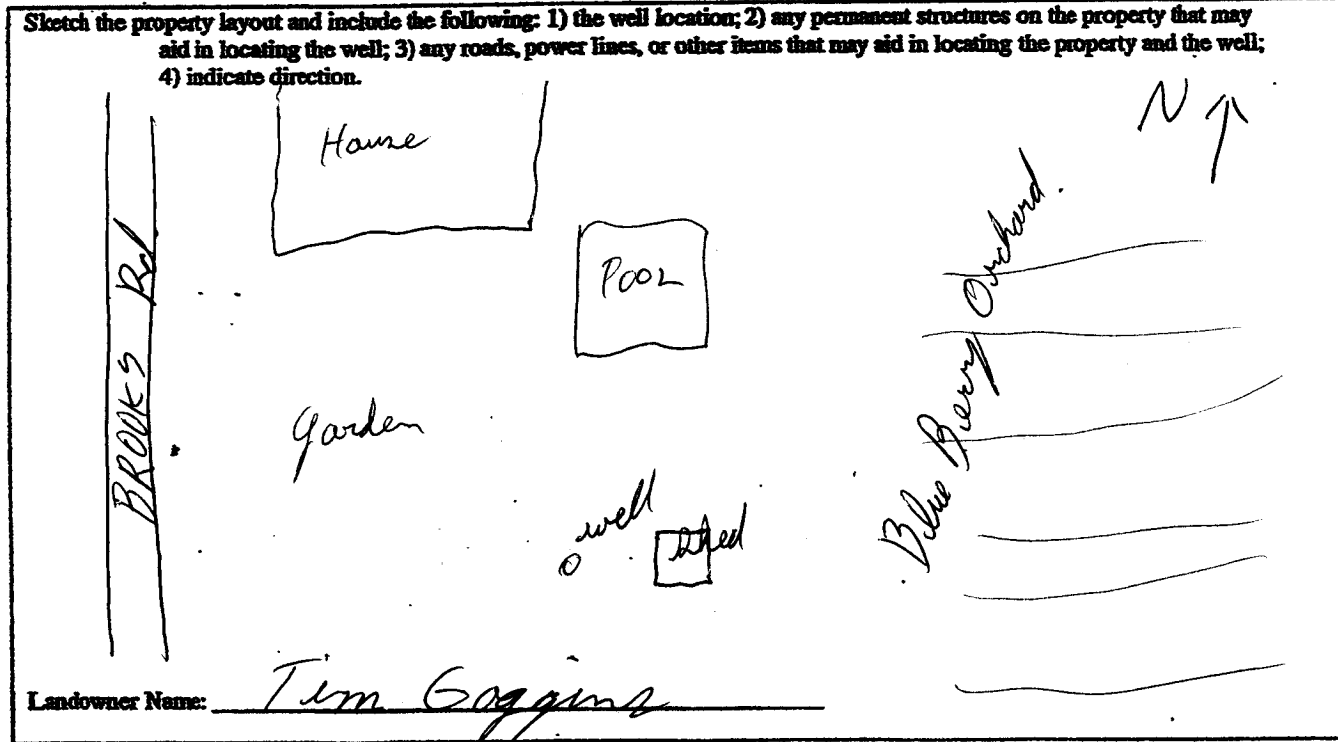 Sketch the property layout and include the following: 1) the well location; 2) any permanent structures on the property that may
aid in locating the well; 3) any roads, power lines, or other items that may aid in locating the property and the well;
4) indicate direction.
N
House
BROOKS Rd
POOL
Blue Berry Orchard.
garden
well
shed
Landowner Name: Tim Goggins